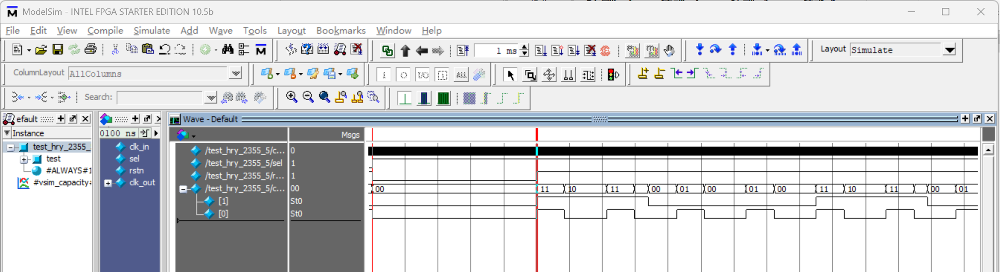 ModelSim - INTEL FPGA STARTER EDITION 10.5b
File Edit View Compile Simulate Add Wave Tools Layout Bookmarks Window Help
1 ms
Layout Simulate
ColumnLayout AllColumns
I/O
ALL
Search:
efault
Wave - Default
Instance
0100 ns
Msgs
test_hry_2355_
test
#ALWAYS#1
#vsim_capacity#
clk_in
sel
rstn
clk_out
/test_hry_2355_5/c... 0
/test_hry_2355_5/sel 1
/test_hry_2355_5/r... 1
/test_hry_2355_5/c... 00
[1] St0
[0] St0
00 11 10 11 00 01 00 01 00 11 10 11 00 01